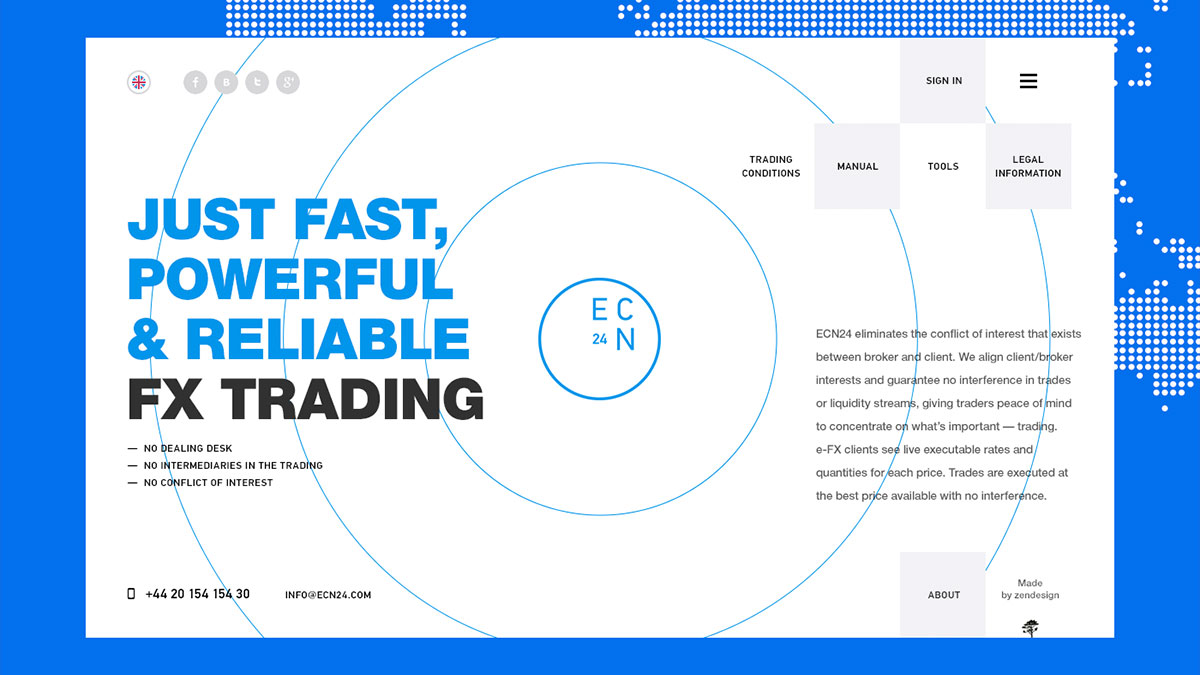 SIGN IN
TRADING
CONDITIONS
MANUAL
TOOLS
LEGAL
INFORMATION
JUST FAST,
POWERFUL
& RELIABLE
FX TRADING
— NO DEALING DESK
— NO INTERMEDIARIES IN THE TRADING
— NO CONFLICT OF INTEREST
E C
24 N
ECN24 eliminates the conflict of interest that exists
between broker and client. We align client/broker
interests and guarantee no interference in trades
or liquidity streams, giving traders peace of mind
to concentrate on what's important — trading.
e-FX clients see live executable rates and
quantities for each price. Trades are executed at
the best price available with no interference.
+44 20 154 154 30
INFO@ECN24.COM
ABOUT
Made
by zendesign